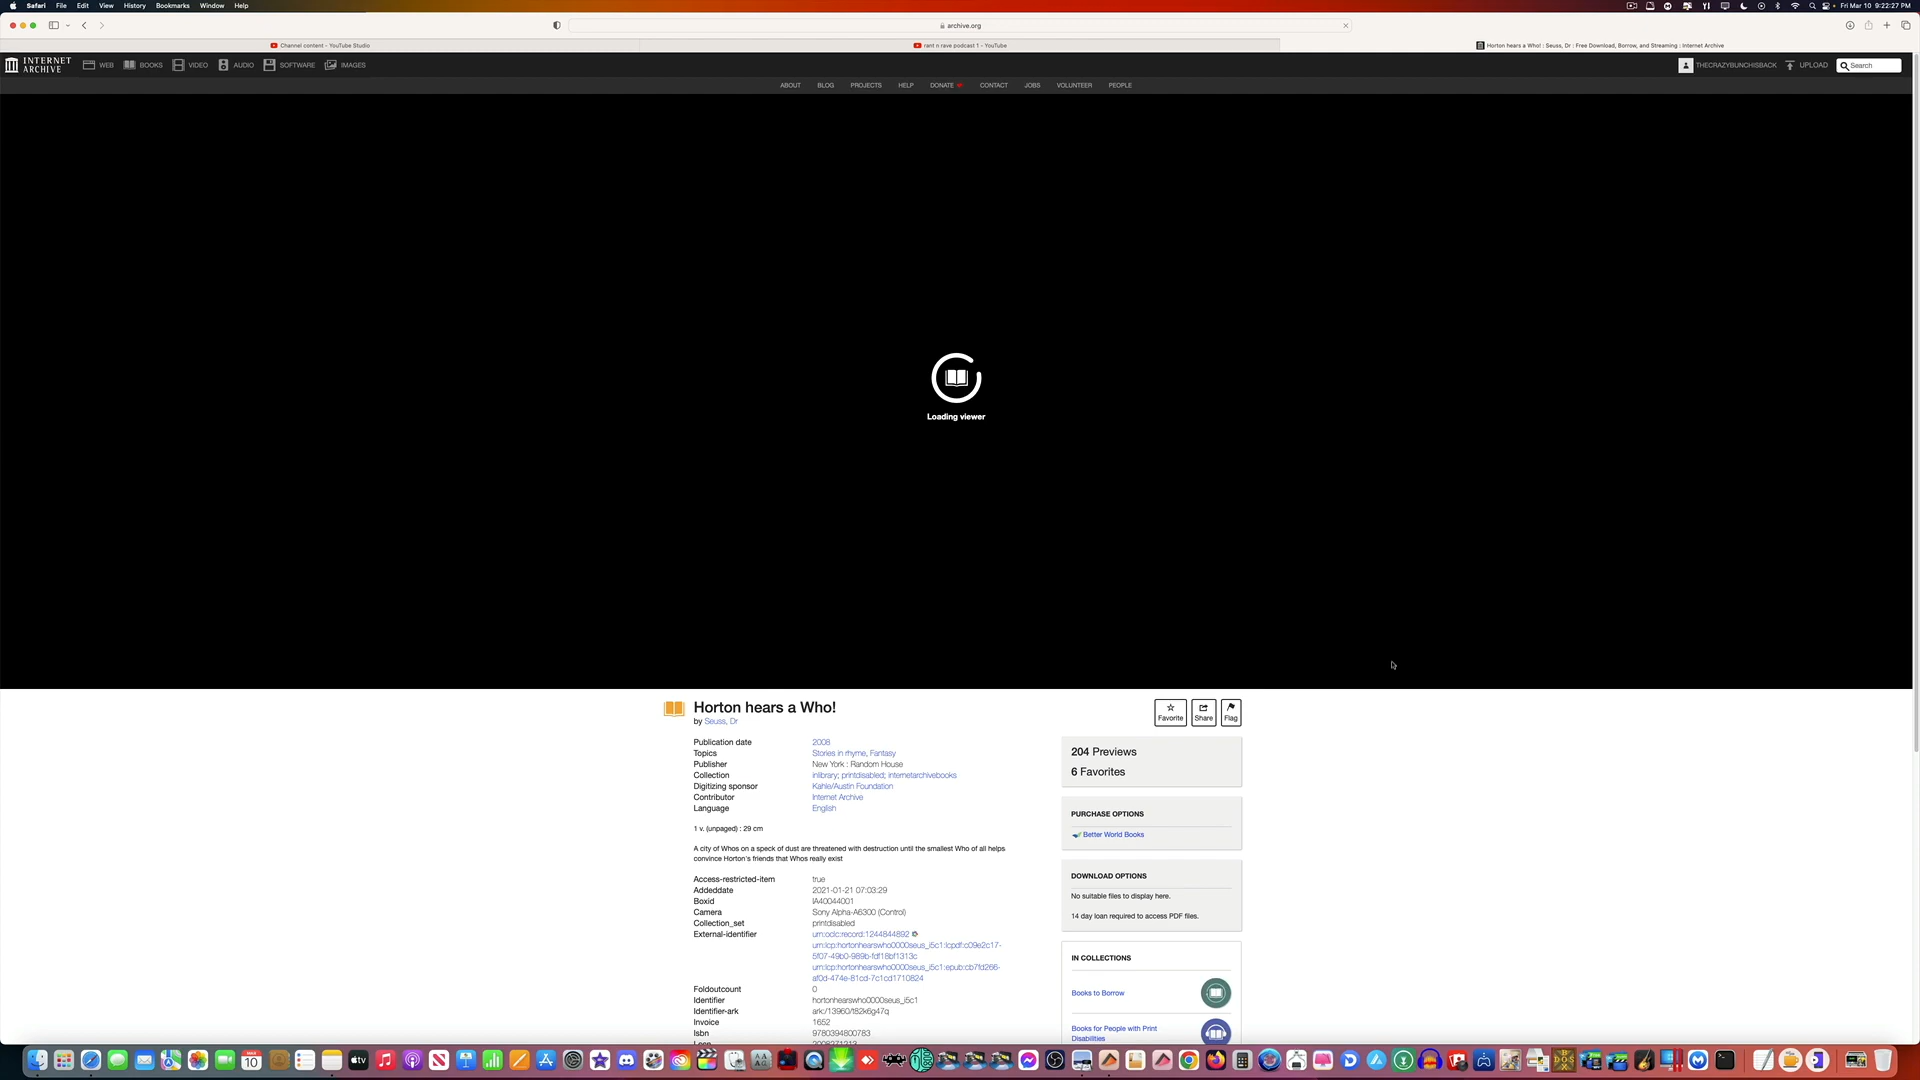 Safari File Edit View History Bookmarks Window Help
Fri Mar 10 9:22:27 PM
archive.org
Channel content - YouTube Studio
rant n rave podcast 1 - YouTube
Horton hears a Who! : Seuss, Dr : Free Download, Borrow, and Streaming : Internet Archive
INTERNET ARCHIVE
WEB BOOKS VIDEO AUDIO SOFTWARE IMAGES
THECRAZYBUNCHISBACK UPLOAD Search
ABOUT BLOG PROJECTS HELP DONATE CONTACT JOBS VOLUNTEER PEOPLE
Loading viewer
Horton hears a Who!
by Seuss, Dr
Favorite Share Flag
Publication date 2008
Topics Stories in rhyme, Fantasy
Publisher New York : Random House
Collection inlibrary; printdisabled; internetarchivebooks
Digitizing sponsor Kahle/Austin Foundation
Contributor Internet Archive
Language English
1 v. (unpaged) : 29 cm
A city of Whos on a speck of dust are threatened with destruction until the smallest Who of all helps
convince Horton's friends that Whos really exist
Access-restricted-item true
Addeddate 2021-01-21 07:03:29
Boxid IA40044001
Camera Sony Alpha-A6300 (Control)
Collection_set printdisabled
External-identifier urn:oclc:record:1244844892
urn:lcp:hortonhearswho0000seus_i5c1:lcpdf:c09e2c17-
5f07-49b0-989b-fdf18bf1313c
urn:lcp:hortonhearswho0000seus_i5c1:epub:cb7fd266-
af0d-474e-81cd-7c1cd1710824
Foldoutcount 0
Identifier hortonhearswho0000seus_i5c1
Identifier-ark ark:/13960/t82k6g47q
Invoice 1652
Isbn 9780394800783
204 Previews
6 Favorites
PURCHASE OPTIONS
Better World Books
DOWNLOAD OPTIONS
No suitable files to display here.
14 day loan required to access PDF files.
IN COLLECTIONS
Books to Borrow
Books for People with Print
Disabilities